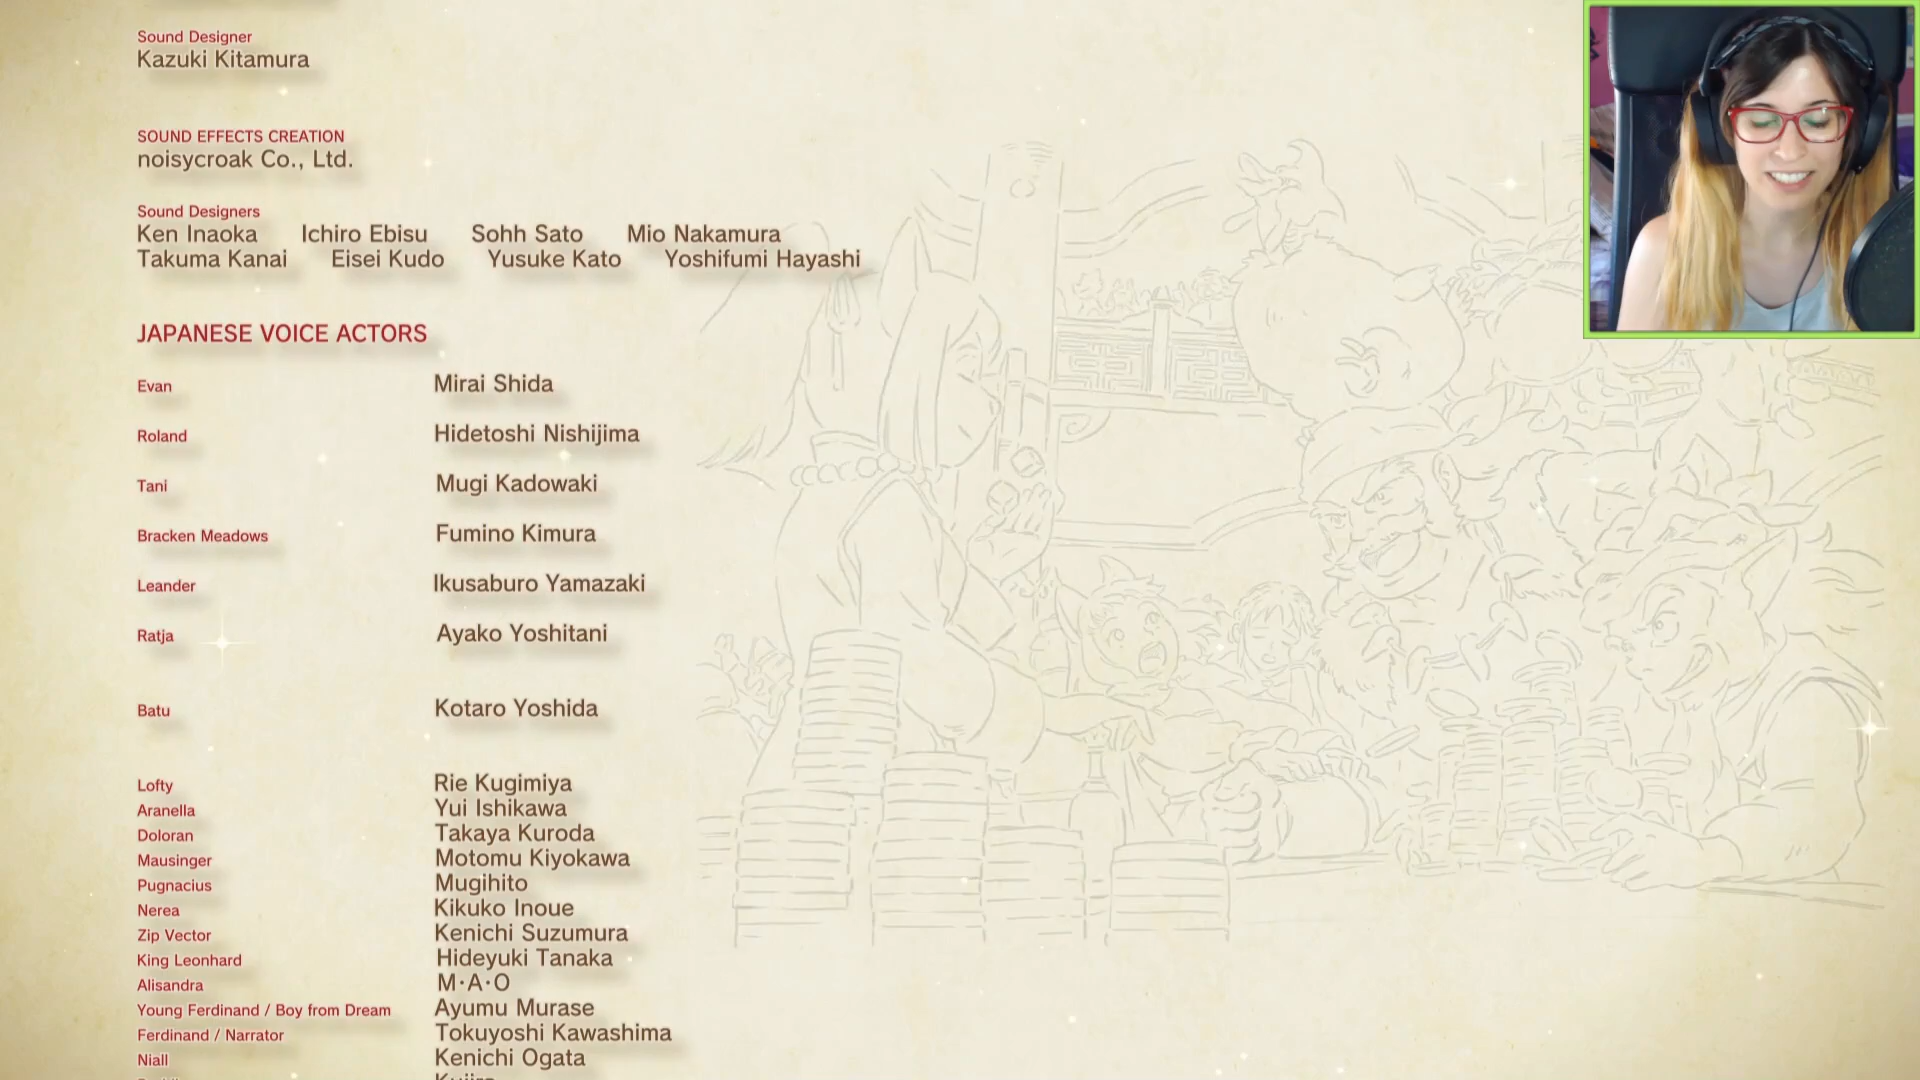 Sound Designer
Kazuki Kitamura
SOUND EFFECTS CREATION
noisycroak Co., Ltd.
Sound Designers
Ken Inaoka Ichiro Ebisu Sohh Sato Mio Nakamura
Takuma Kanai Eisei Kudo Yusuke Kato Yoshifumi Hayashi
JAPANESE VOICE ACTORS
Evan Mirai Shida
Roland Hidetoshi Nishijima
Tani Mugi Kadowaki
Bracken Meadows Fumino Kimura
Leander Ikusaburo Yamazaki
Ratja Ayako Yoshitani
Batu Kotaro Yoshida
Lofty Rie Kugimiya
Aranella Yui Ishikawa
Doloran Takaya Kuroda
Mausinger Motomu Kiyokawa
Pugnacius Mugihito
Nerea Kikuko Inoue
Zip Vector Kenichi Suzumura
King Leonhard Hideyuki Tanaka
Alisandra M·A·O
Young Ferdinand / Boy from Dream Ayumu Murase
Ferdinand / Narrator Tokuyoshi Kawashima
Niall Kenichi Ogata